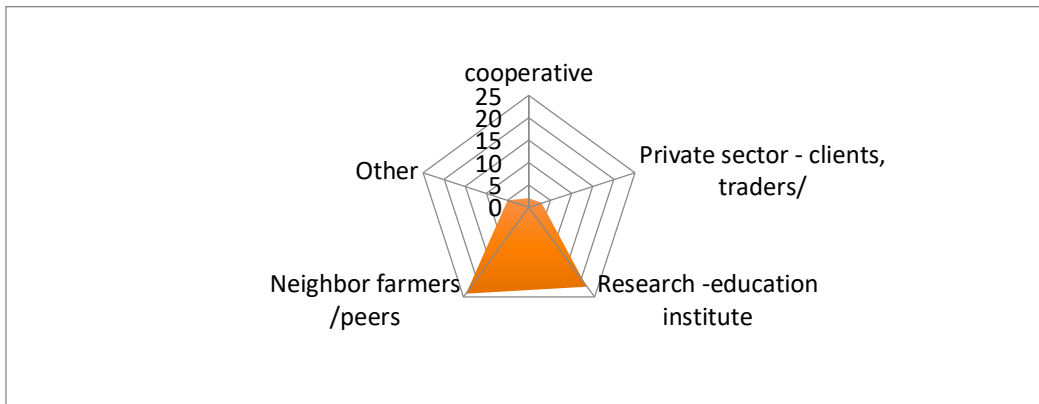 cooperative
25
20
15
10
5
0
Private sector - clients,
traders/
Research -education
institute
Neighbor farmers
/peers
Other